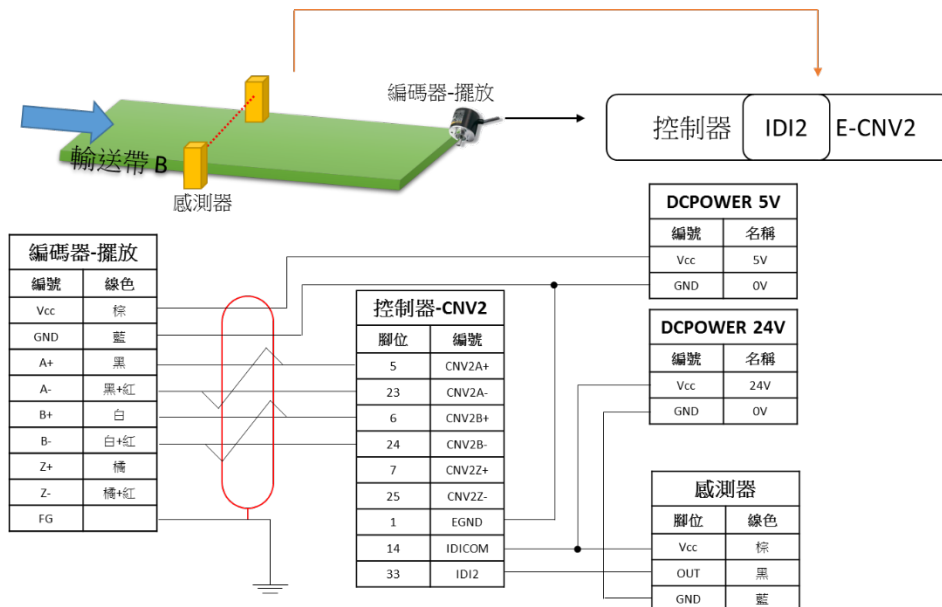 編碼器-擺放
控制器 IDI2 E-CNV2
輸送帶 B
感測器
DCPOWER 5V
編號 名稱
Vcc 5V
GND 0V
編碼器-擺放
編號 線色
Vcc 棕
GND 藍
A+ 黑
A- 黑+紅
B+ 白
B- 白+紅
Z+ 橘
Z- 橘+紅
FG
控制器-CNV2
腳位 編號
5 CNV2A+
23 CNV2A-
6 CNV2B+
24 CNV2B-
7 CNV2Z+
25 CNV2Z-
1 EGND
14 IDICOM
33 IDI2
DCPOWER 24V
編號 名稱
Vcc 24V
GND 0V
感測器
腳位 線色
Vcc 棕
OUT 黑
GND 藍